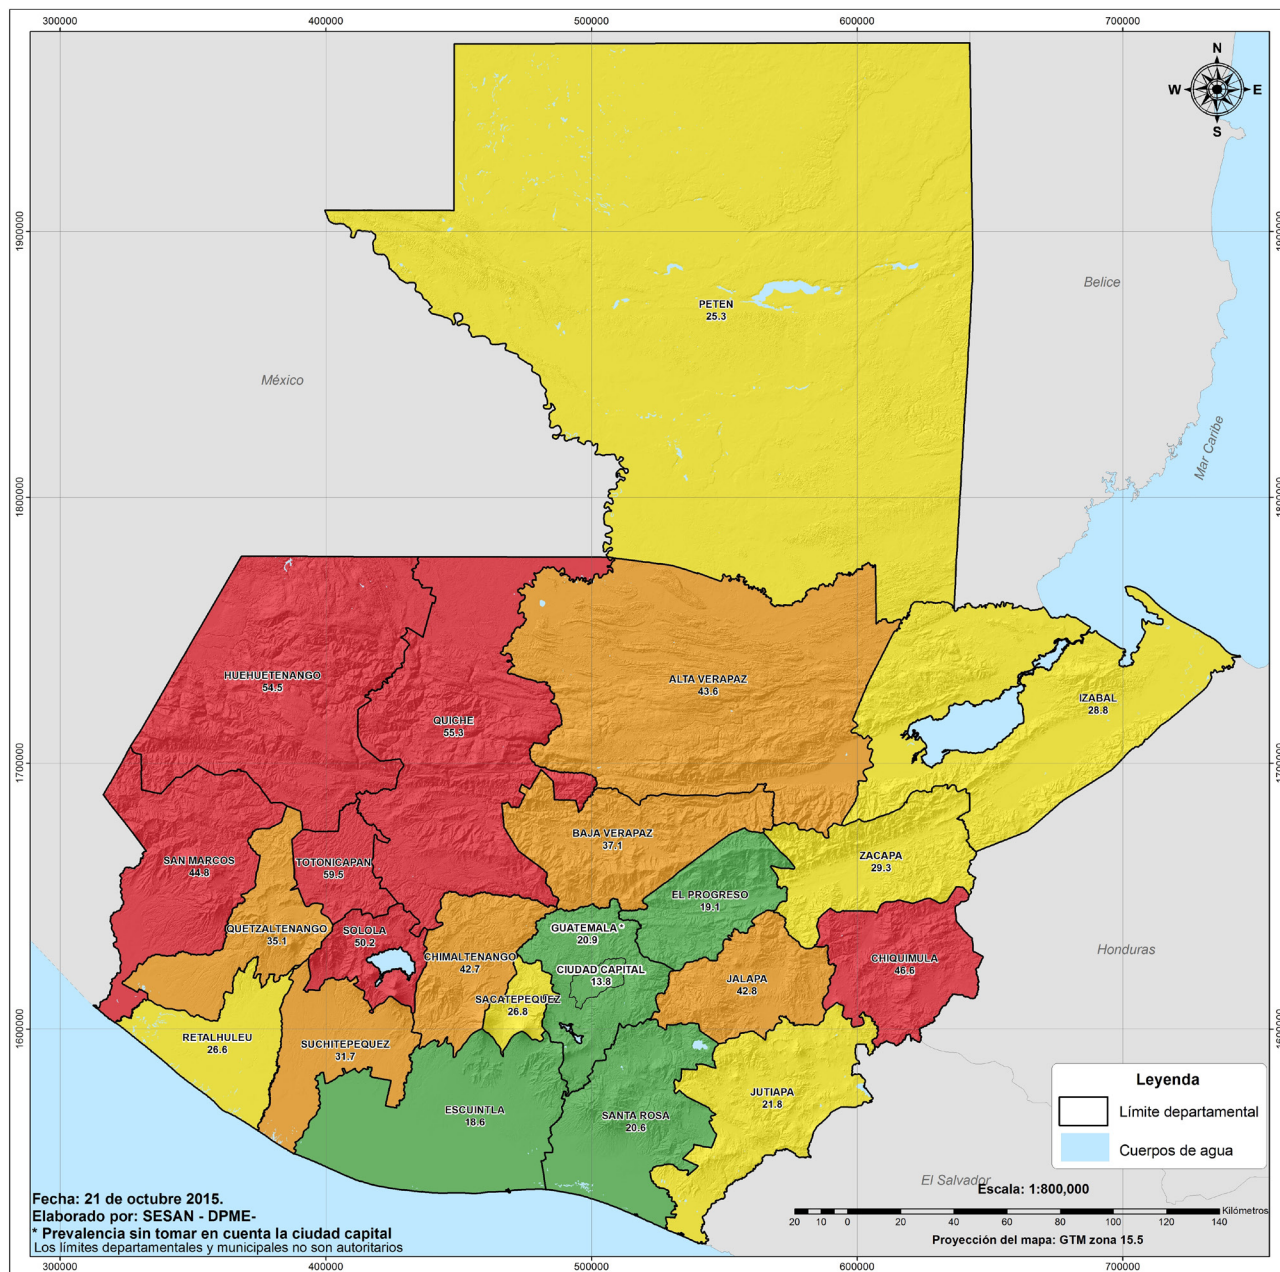 300000
400000
500000
600000
700000
N
W
E
S
1900000
1900000
Belice
PETEN
25.3
México
Mar Caribe
1800000
1800000
HUEHUETENANGO
54.5
ALTA VERAPAZ
43.6
IZABAL
28.8
QUICHE
55.3
1700000
1700000
BAJA VERAPAZ
37.1
SAN MARCOS
44.8
TOTONICAPAN
59.5
ZACAPA
29.3
EL PROGRESO
19.1
QUETZALTENANGO
35.1
SOLOLA
50.2
GUATEMALA *
20.9
CHIMALTENANGO
42.7
CIUDAD CAPITAL
13.8
CHIQUIMULA
46.6
Honduras
JALAPA
42.8
SACATEPEQUEZ
26.8
1600000
1600000
RETALHULEU
26.6
SUCHITEPEQUEZ
31.7
JUTIAPA
21.8
ESCUINTLA
18.6
SANTA ROSA
20.6
Leyenda
Límite departamental
Cuerpos de agua
El Salvador
Escala: 1:800,000
20 10 0 20 40 60 80 100 120 140 Kilómetros
Proyección del mapa: GTM zona 15.5
Fecha: 21 de octubre 2015.
Elaborado por: SESAN - DPME-
* Prevalencia sin tomar en cuenta la ciudad capital
Los límites departamentales y municipales no son autoritarios
300000
400000
500000
600000
700000